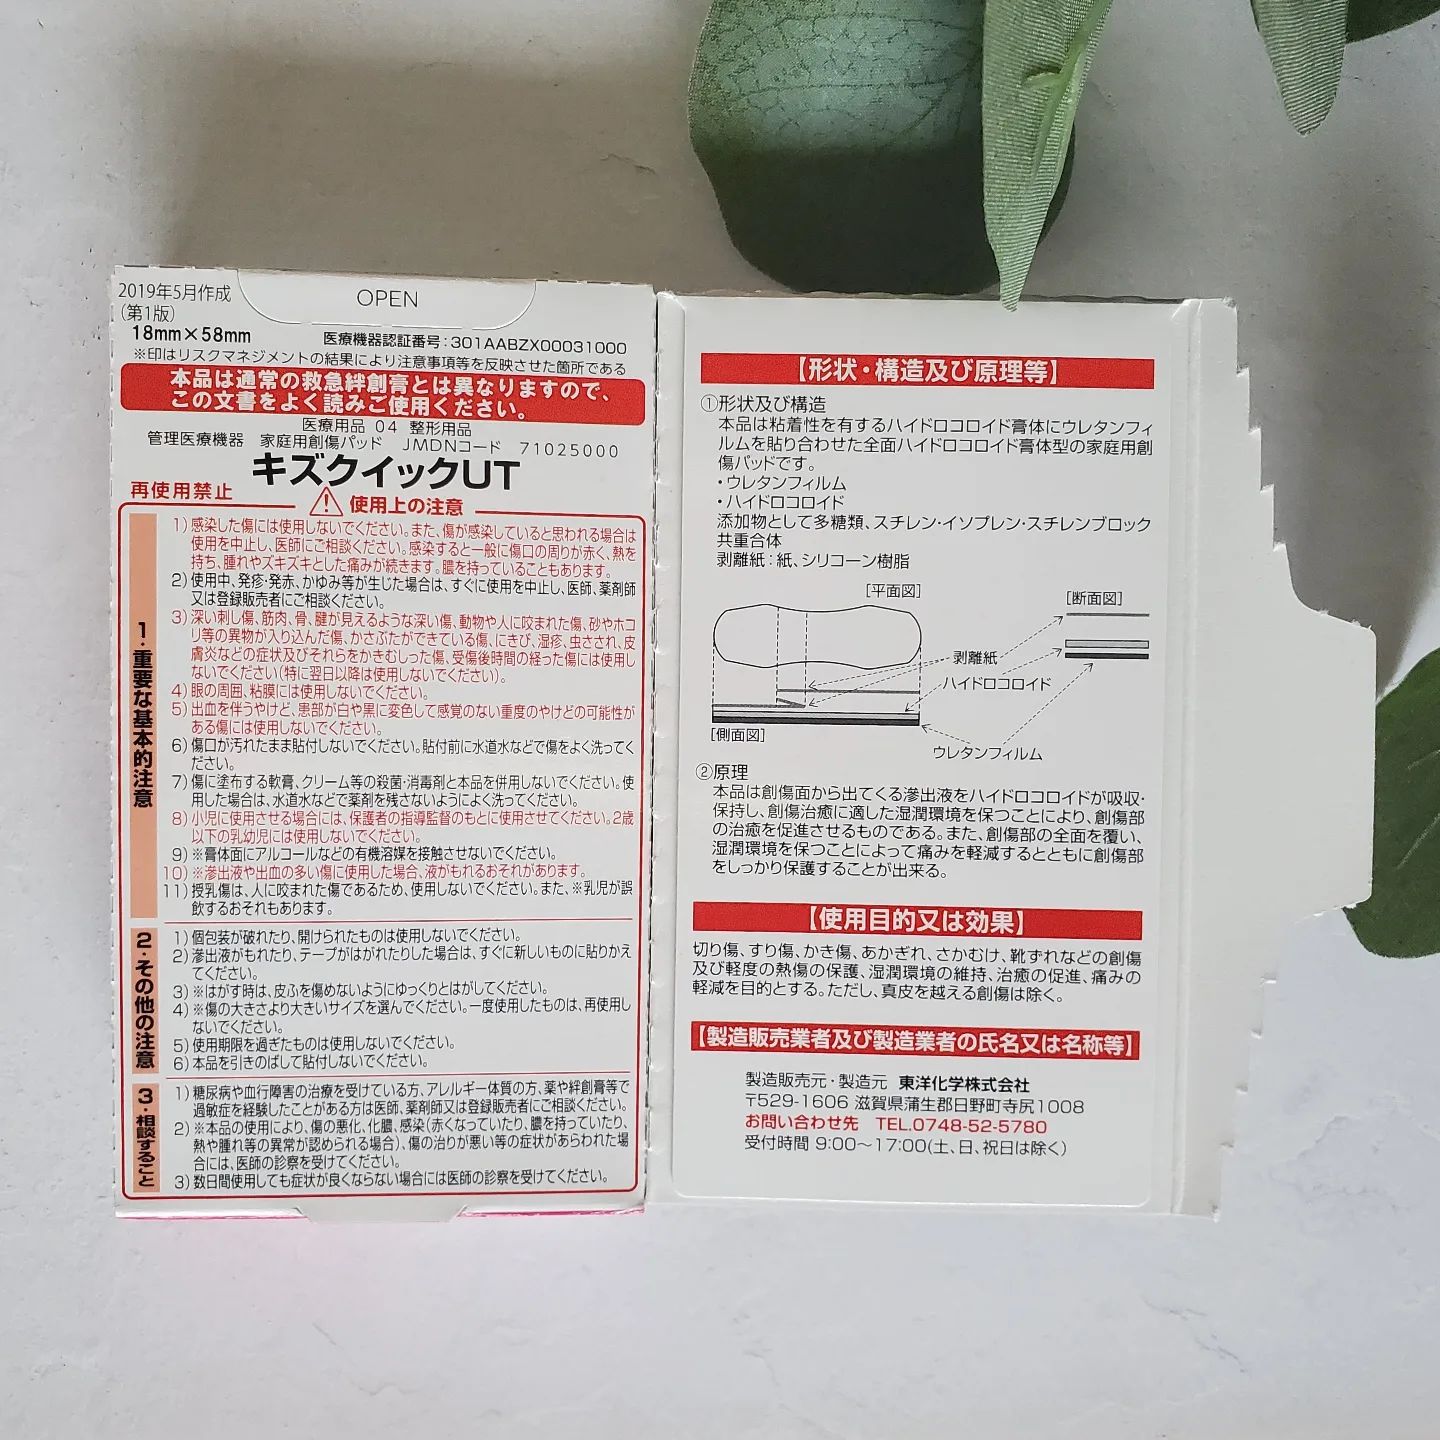 2019年5月作成
(第1版)
OPEN
18mm×58mm
医療機器認証番号:301AABZX00031000
※印はリスクマネジメントの結果により注意事項等を反映させた箇所である
本品は通常の救急絆創膏とは異なりますので、
この文書をよく読みご使用ください。
医療用品 04 整形用品
管理医療機器 家庭用創傷パッド JMDNコード 71025000
キズクイックUT
再使用禁止
使用上の注意
1・重要な基本的注意
1)感染した傷には使用しないでください。また、傷が感染していると思われる場合は
使用を中止し、医師にご相談ください。感染すると一般に傷口の周りが赤く、熱を
持ち、腫れやズキズキとした痛みが続きます。膿を持っていることもあります。
2)使用中、発疹・発赤、かゆみ等が生じた場合は、すぐに使用を中止し、医師、薬剤師
又は登録販売者にご相談ください。
3)深い刺し傷、筋肉、骨、腱が見えるような深い傷、動物や人に咬まれた傷、砂やホコ
リ等の異物が入り込んだ傷、かさぶたができている傷、にきび、湿疹、虫さされ、皮
膚炎などの症状及びそれらをかきむしった傷、受傷後時間の経った傷には使用し
ないでください(特に翌日以降は使用しないでください)。
4)眼の周囲、粘膜には使用しないでください。
5)出血を伴うやけど、患部が白や黒に変色して感覚のない重度のやけどの可能性が
ある傷には使用しないでください。
6)傷口が汚れたまま貼付しないでください。貼付前に水道水などで傷をよく洗ってく
ださい。
7)傷に塗布する軟膏、クリーム等の殺菌・消毒剤と本品を併用しないでください。使
用した場合は、水道水などで薬剤を残さないようによく洗ってください。
8)小児に使用させる場合には、保護者の指導監督のもとに使用させてください。2歳
以下の乳幼児には使用しないでください。
9)※膏体面にアルコールなどの有機溶媒を接触させないでください。
10)※滲出液や出血の多い傷に使用した場合、液がもれるおそれがあります。
11)授乳傷は、人に咬まれた傷であるため、使用しないでください。また、※乳児が誤
飲するおそれもあります。
2・その他の注意
1)個包装が破れたり、開けられたものは使用しないでください。
2)滲出液がもれたり、テープがはがれたりした場合は、すぐに新しいものに貼りかえ
てください。
3)※はがす時は、皮ふを傷めないようにゆっくりとはがしてください。
4)※傷の大きさより大きいサイズを選んでください。一度使用したものは、再使用し
ないでください。
5)使用期限を過ぎたものは使用しないでください。
6)本品を引きのばして貼付しないでください。
3・相談すること
1)糖尿病や血行障害の治療を受けている方、アレルギー体質の方、薬や絆創膏等で
過敏症を経験したことがある方は医師、薬剤師又は登録販売者にご相談ください。
2)※本品の使用により、傷の悪化、化膿、感染(赤くなっていたり、膿を持っていたり、
熱や腫れ等の異常が認められる場合)、傷の治りが悪い等の症状があらわれた場
合には、医師の診察を受けてください。
3)数日間使用しても症状が良くならない場合には医師の診察を受けてください。
【形状・構造及び原理等】
①形状及び構造
本品は粘着性を有するハイドロコロイド膏体にウレタンフィ
ルムを貼り合わせた全面ハイドロコロイド膏体型の家庭用創
傷パッドです。
・ウレタンフィルム
・ハイドロコロイド
添加物として多糖類、スチレン・イソプレン・スチレンブロック
共重合体
剥離紙:紙、シリコーン樹脂
[平面図]
[断面図]
剥離紙
ハイドロコロイド
[側面図]
ウレタンフィルム
②原理
本品は創傷面から出てくる滲出液をハイドロコロイドが吸収・
保持し、創傷治癒に適した湿潤環境を保つことにより、創傷部
の治癒を促進させるものである。また、創傷部の全面を覆い、
湿潤環境を保つことによって痛みを軽減するとともに創傷部
をしっかり保護することが出来る。
【使用目的又は効果】
切り傷、すり傷、かき傷、あかぎれ、さかむけ、靴ずれなどの創傷
及び軽度の熱傷の保護、湿潤環境の維持、治癒の促進、痛みの
軽減を目的とする。ただし、真皮を越える創傷は除く。
【製造販売業者及び製造業者の氏名又は名称等】
製造販売元・製造元 東洋化学株式会社
〒529-1606 滋賀県蒲生郡日野町寺尻1008
お問い合わせ先 TEL.0748-52-5780
受付時間 9:00～17:00(土、日、祝日は除く)